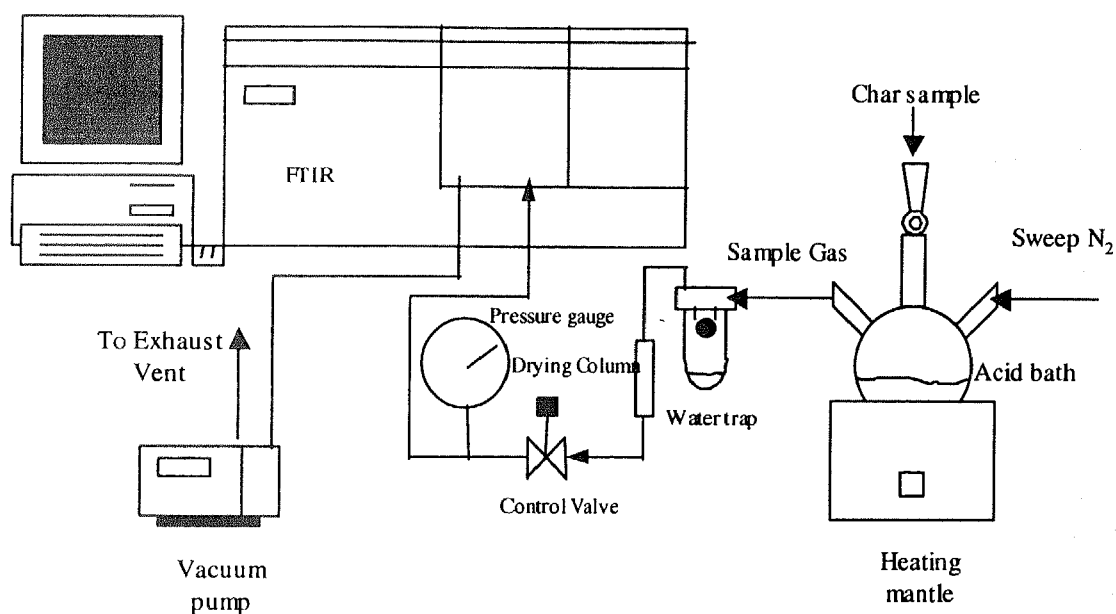 Char sample
FTIR
Sweep N₂
Sample Gas
Pressure gauge
To Exhaust
Vent
Drying Column
Acid bath
Water trap
Control Valve
Vacuum
pump
Heating
mantle